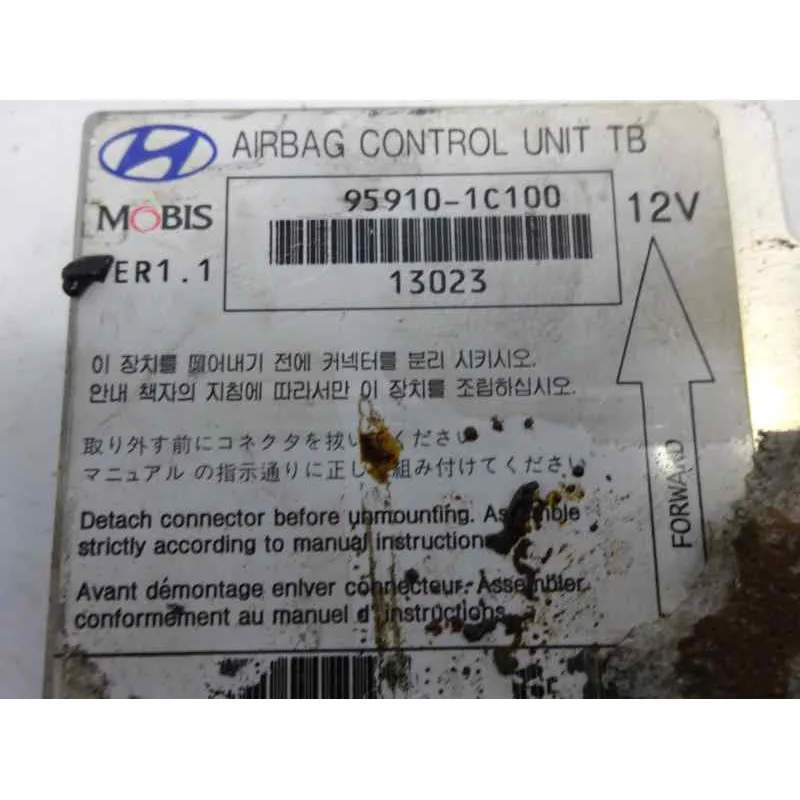 AIRBAG CONTROL UNIT TB
95910-1C100
12V
MOBIS
VER1.1
13023
이 장치를 떼어내기 전에 커넥터를 분리 시키시오.
안내 책자의 지침에 따라서만 이 장치를 조립하십시오.
取り外す前にコネクタを抜いてください
マニュアル の指示通りに正しく組み付けてください
FORWARD
Detach connector before unmounting. Assemble
strictly according to manual instructions
Avant démontage enlver connecteur. Assembler
conformement au manuel d'instructions.